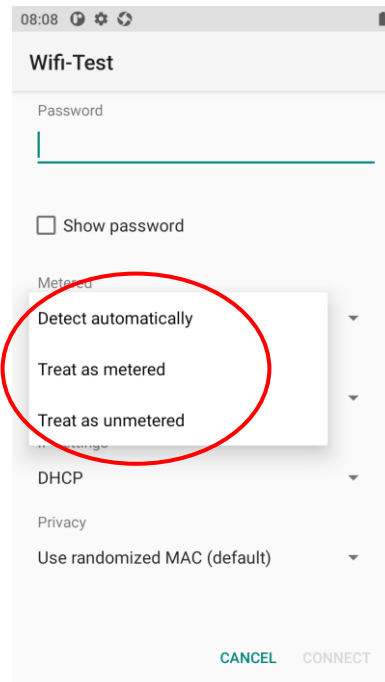 08:08
Wifi-Test
Password
Show password
Metered
Detect automatically
Treat as metered
Treat as unmetered
DHCP
Privacy
Use randomized MAC (default)
CANCEL CONNECT